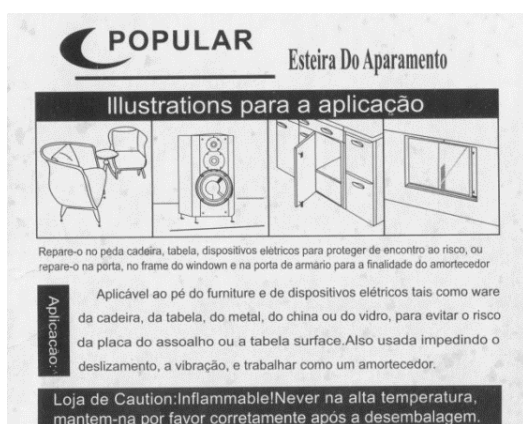 POPULAR
Esteira Do Aparamento
Illustrations para a aplicação
Repare-o no péda cadeira, tabela, dispositivos elétricos para proteger de encontro ao risco, ou
repare-o na porta, no frame do windown e na porta de armario para a finalidade do amortecedor
Aplicacão:
Aplicável ao pé do furniture e de dispositivos elétricos tais como ware
da cadeira, da tabela, do metal, do china ou do vidro, para evitar o risco
da placa do assoalho ou a tabela surface.Also usada impedindo o
deslizamento, a vibração, e trabalhar como um amortecedor.
Loja de Caution:Inflammable!Never na alta temperatura,
mantem-na por favor corretamente após a desembalagem.